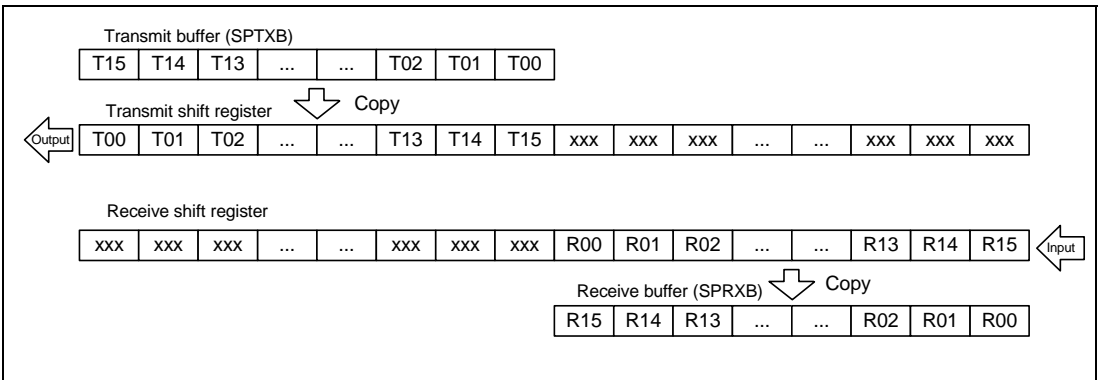 Transmit buffer (SPTXB)
T15 T14 T13 ... ... T02 T01 T00
Copy
Transmit shift register
Output T00 T01 T02 ... ... T13 T14 T15 xxx xxx xxx ... ... xxx xxx xxx
Receive shift register
xxx xxx xxx ... ... xxx xxx xxx R00 R01 R02 ... ... R13 R14 R15 Input
Copy
Receive buffer (SPRXB)
R15 R14 R13 ... ... R02 R01 R00